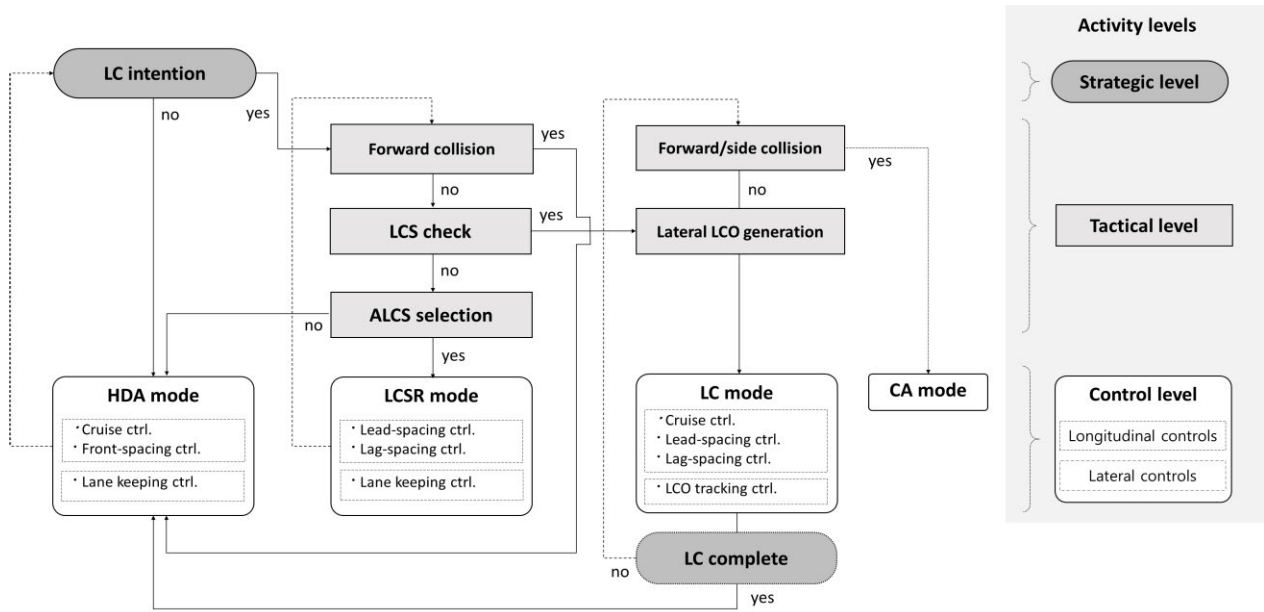 Activity levels
LC intention
Strategic level
no
yes
Forward collision
yes
Forward/side collision
yes
no
no
LCS check
yes
Lateral LCO generation
Tactical level
no
ALCS selection
no
yes
HDA mode
· Cruise ctrl.
· Front-spacing ctrl.
· Lane keeping ctrl.
LCSR mode
· Lead-spacing ctrl.
· Lag-spacing ctrl.
· Lane keeping ctrl.
LC mode
· Cruise ctrl.
· Lead-spacing ctrl.
· Lag-spacing ctrl.
· LCO tracking ctrl.
CA mode
Control level
Longitudinal controls
Lateral controls
LC complete
no
yes